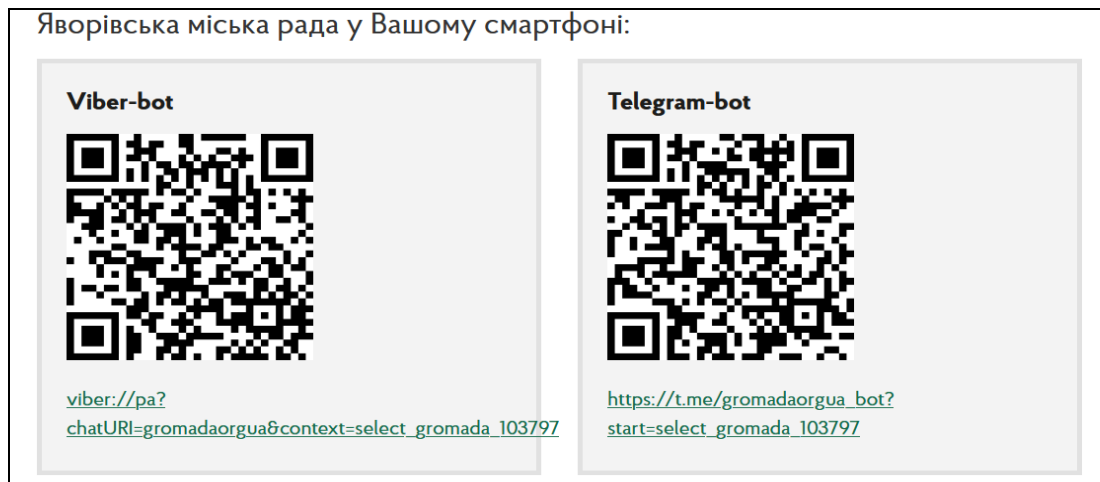 Яворівська міська рада у Вашому смартфоні:
Viber-bot
viber://pa?
chatURI=gromadaorgua&context=select_gromada_103797
Telegram-bot
https://t.me/gromadaorgua_bot?
start=select_gromada_103797